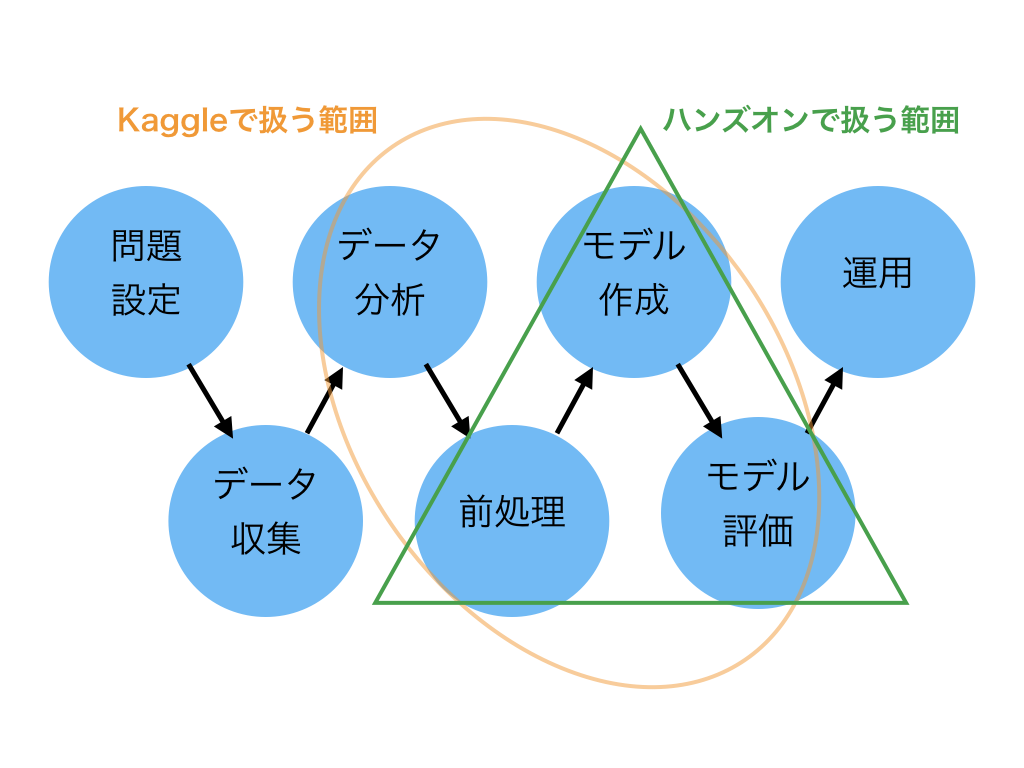 Kaggleで扱う範囲
ハンズオンで扱う範囲
問題
設定
データ
分析
モデル
作成
運用
データ
収集
前処理
モデル
評価